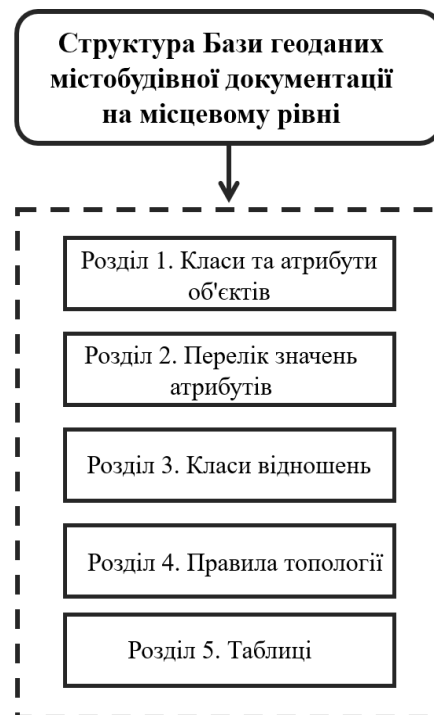 Структура Бази геоданих
містобудівної документації
на місцевому рівні
Розділ 1. Класи та атрибути
об'єктів
Розділ 2. Перелік значень
атрибутів
Розділ 3. Класи відношень
Розділ 4. Правила топології
Розділ 5. Таблиці